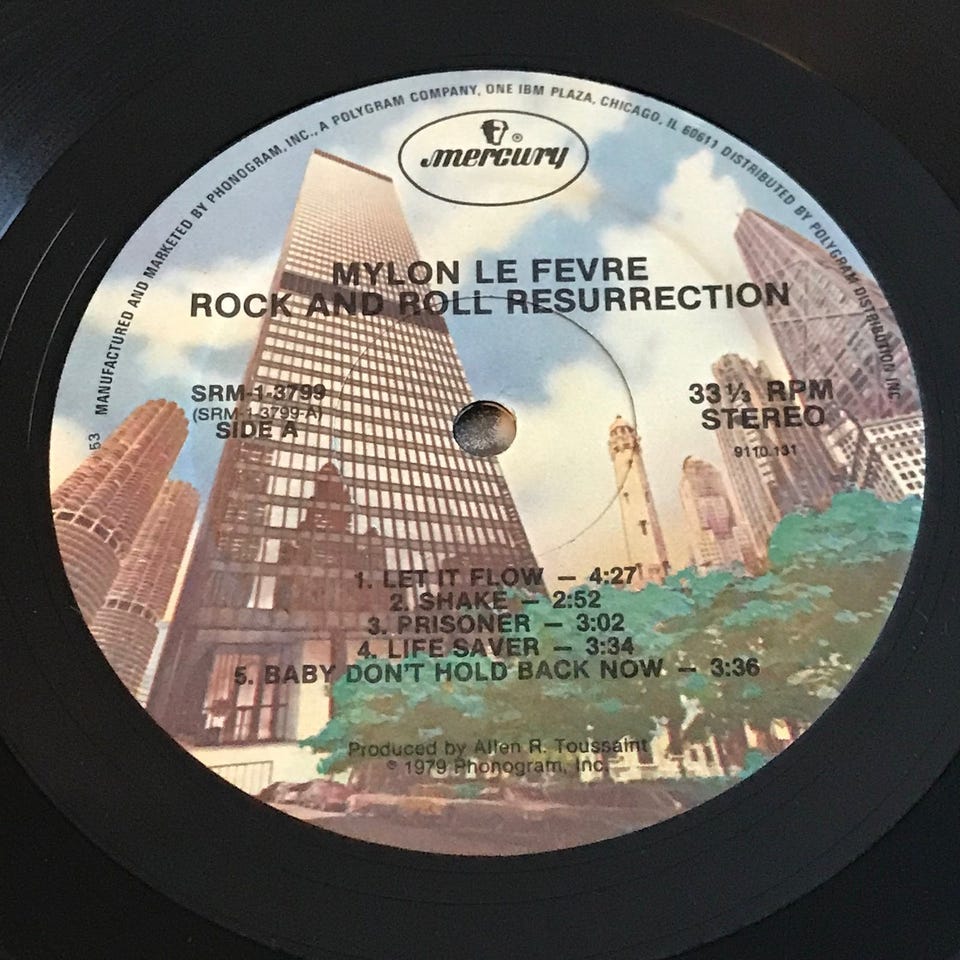 MANUFACTURED AND MARKETED BY PHONOGRAM, INC., A POLYGRAM COMPANY, ONE IBM PLAZA, CHICAGO, IL 60611 DISTRIBUTED BY POLYGRAM DISTRIBUTION INC
53
mercury ®
MYLON LE FEVRE
ROCK AND ROLL RESURRECTION
SRM-1-3799
(SRM-1-3799-A)
SIDE A
33 1/3 RPM
STEREO
9110.131
1. LET IT FLOW — 4:27
2. SHAKE — 2:52
3. PRISONER — 3:02
4. LIFE SAVER — 3:34
5. BABY DON'T HOLD BACK NOW — 3:36
Produced by Allen R. Toussaint
℗ 1979 Phonogram, Inc.